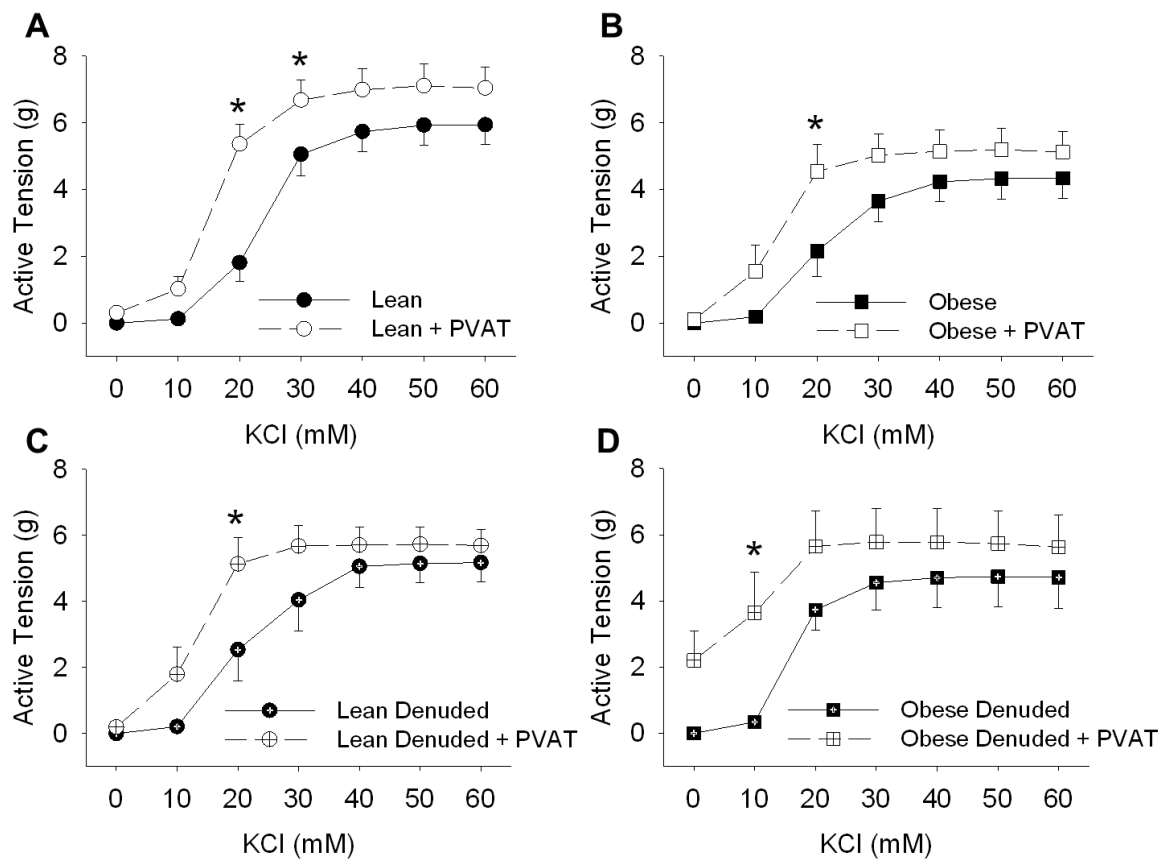 A
8
6
4
2
0
Active Tension (g)
*
*
Lean
Lean + PVAT
0 10 20 30 40 50 60
KCl (mM)
B
8
6
4
2
0
Active Tension (g)
*
Obese
Obese + PVAT
0 10 20 30 40 50 60
KCl (mM)
C
8
6
4
2
0
Active Tension (g)
*
Lean Denuded
Lean Denuded + PVAT
0 10 20 30 40 50 60
KCl (mM)
D
8
6
4
2
0
Active Tension (g)
*
Obese Denuded
Obese Denuded + PVAT
0 10 20 30 40 50 60
KCl (mM)